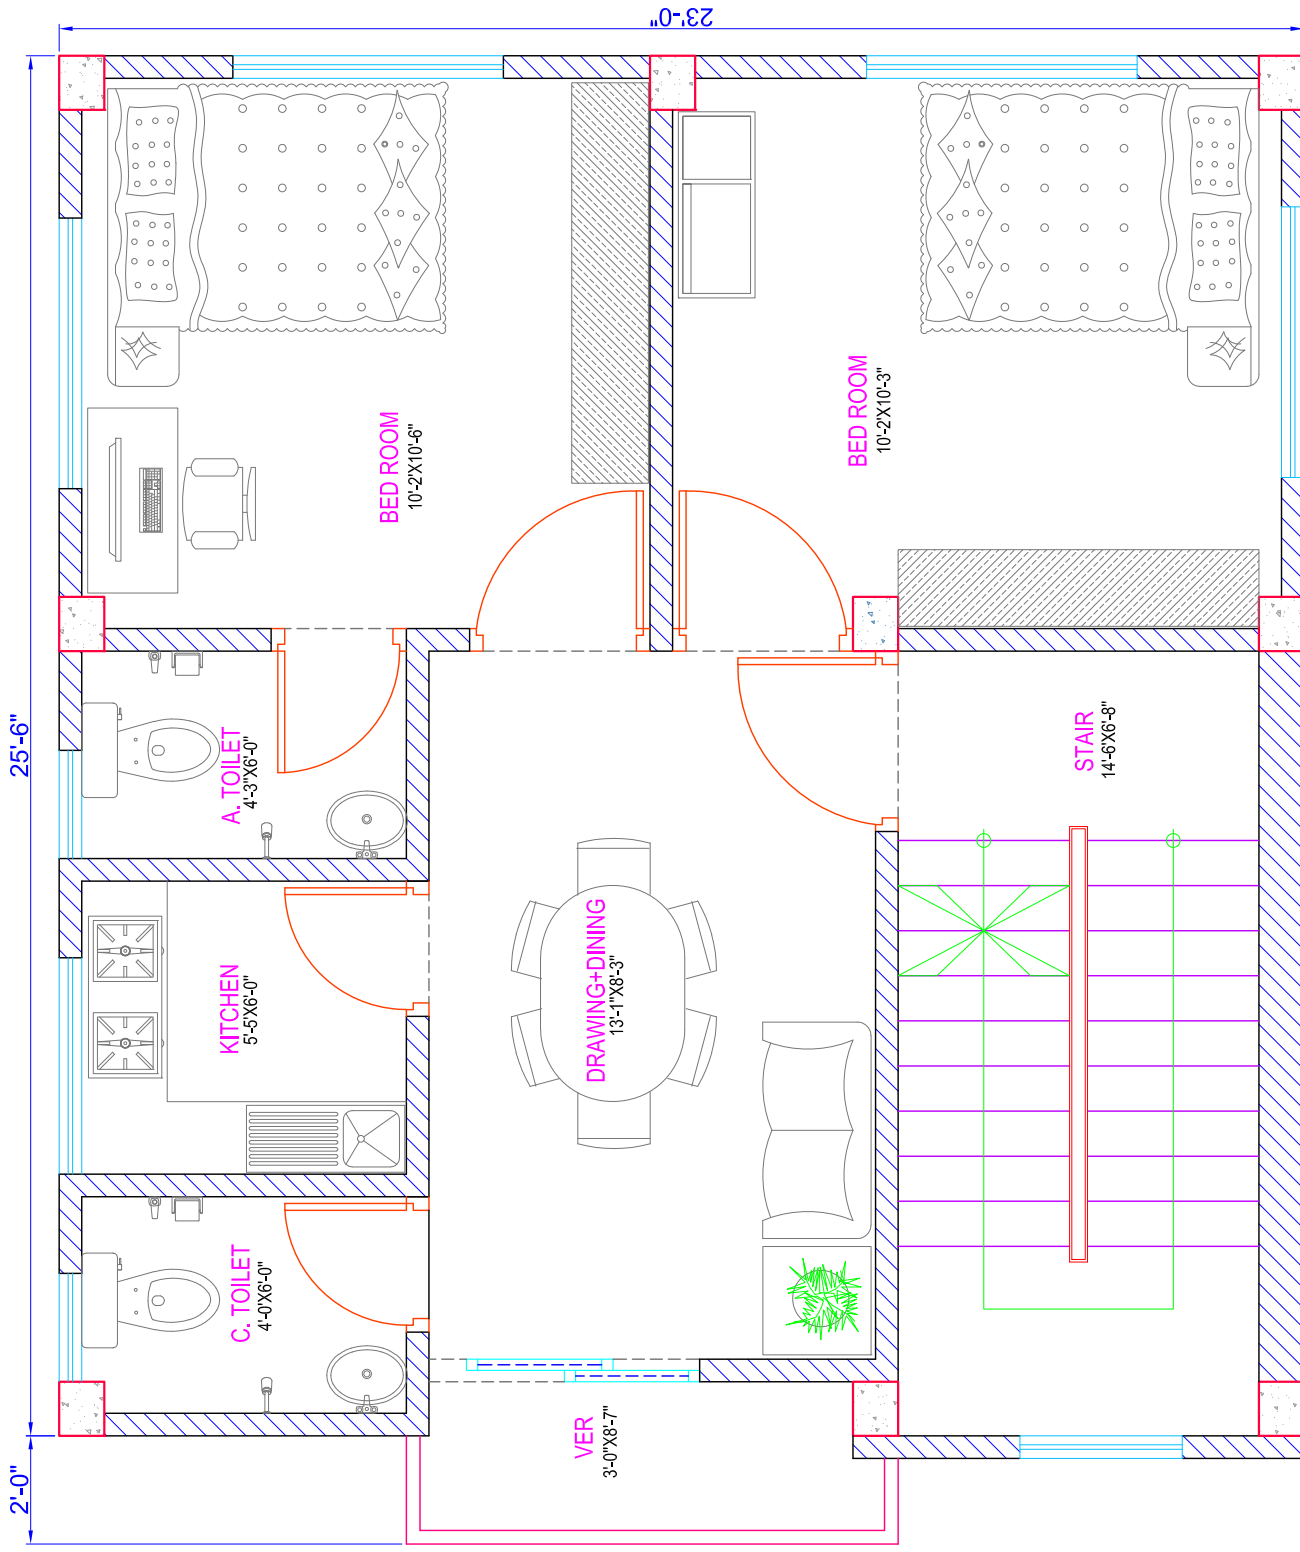 23'-0"
25'-6"
2'-0"
BED ROOM
10'-2'X10'-6"
BED ROOM
10'-2"X10'-3"
A. TOILET
4'-3"X6'-0"
STAIR
14'-6'X6'-8"
KITCHEN
5'-5'X6'-0"
DRAWING+DINING
13'-1"X8'-3"
C. TOILET
4'-0'X6'-0"
VER
3'-0"X8'-7"